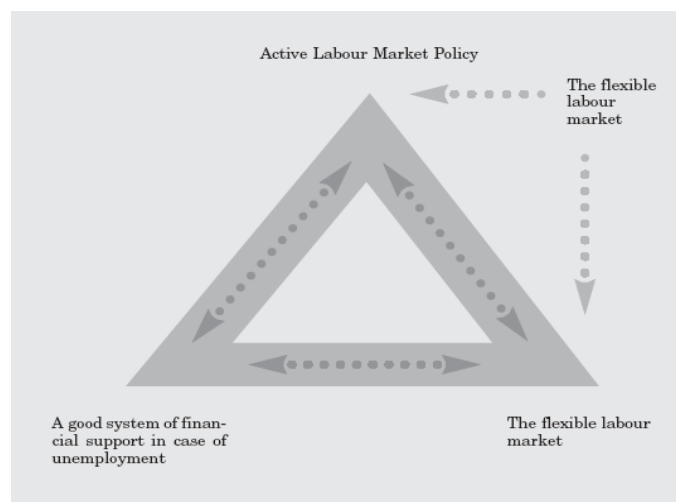 Active Labour Market Policy
The flexible
labour
market
A good system of finan-
cial support in case of
unemployment
The flexible labour
market